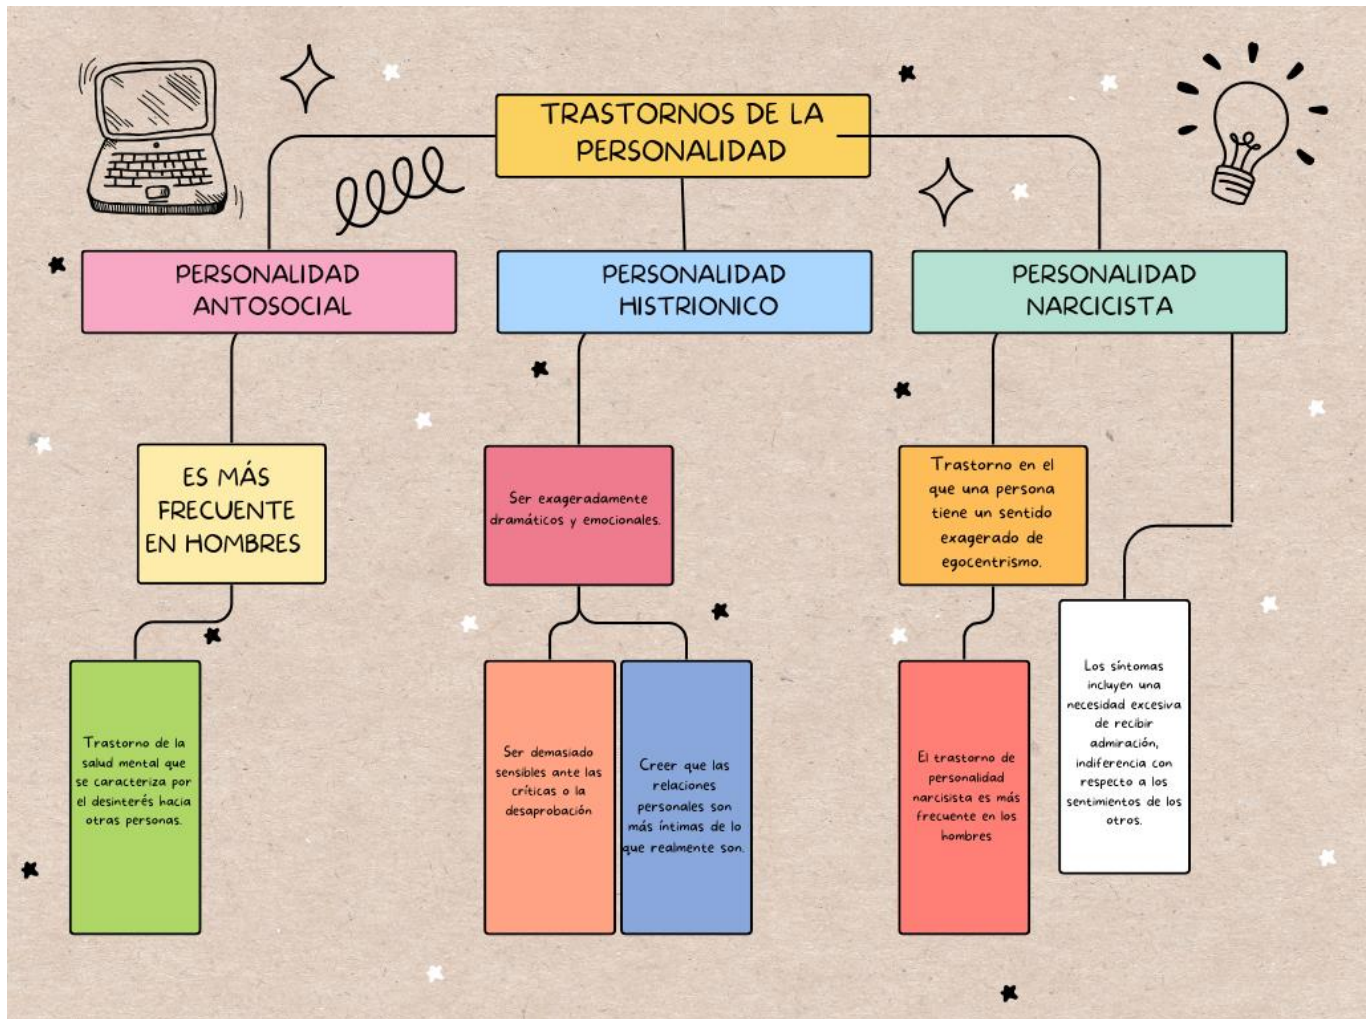 TRASTORNOS DE LA
PERSONALIDAD
PERSONALIDAD
ANTOSOCIAL
PERSONALIDAD
HISTRIONICO
PERSONALIDAD
NARCICISTA
ES MÁS
FRECUENTE
EN HOMBRES
Ser exageradamente
dramáticos y emocionales.
Trastorno en el
que una persona
tiene un sentido
exagerado de
egocentrismo.
Trastorno de la
salud mental que
se caracteriza por
el desinterés hacia
otras personas.
Ser demasiado
sensibles ante las
críticas o la
desaprobación
Creer que las
relaciones
personales son
más íntimas de lo
que realmente son.
El trastorno de
personalidad
narcisista es más
frecuente en los
hombres
Los síntomas
incluyen una
necesidad excesiva
de recibir
admiración,
indiferencia con
respecto a los
sentimientos de los
otros.